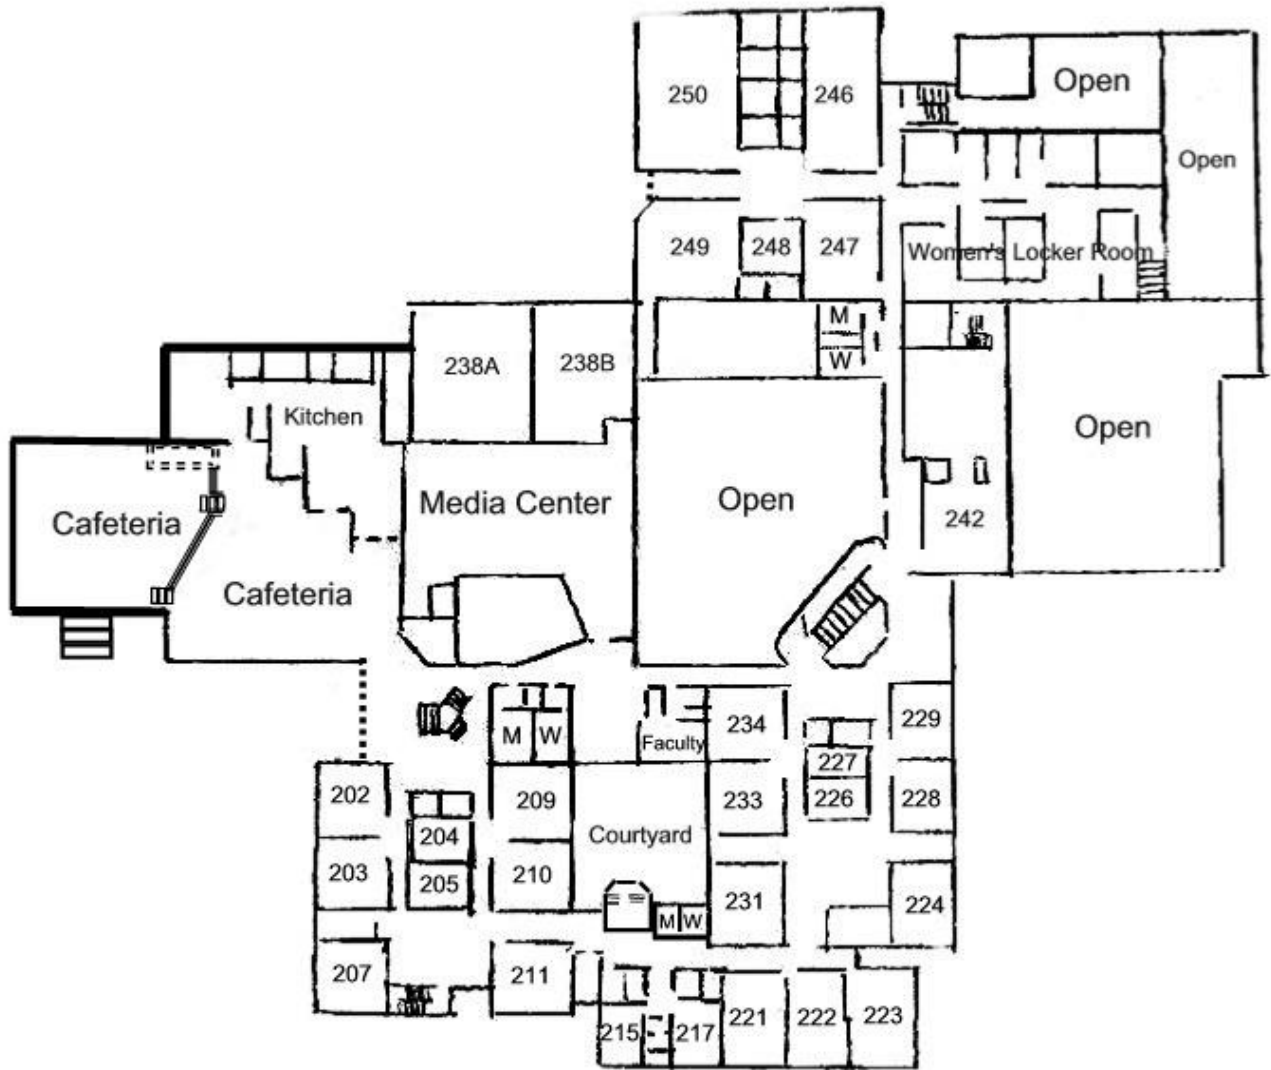 250
246
Open
Open
249
248
247
Women's Locker Room
M
W
238A
238B
Kitchen
Open
Cafeteria
Media Center
Open
242
Cafeteria
M W
Faculty
234
229
227
202
209
233
226
228
204
Courtyard
203
205
210
231
224
M W
207
211
215
217
221
222
223